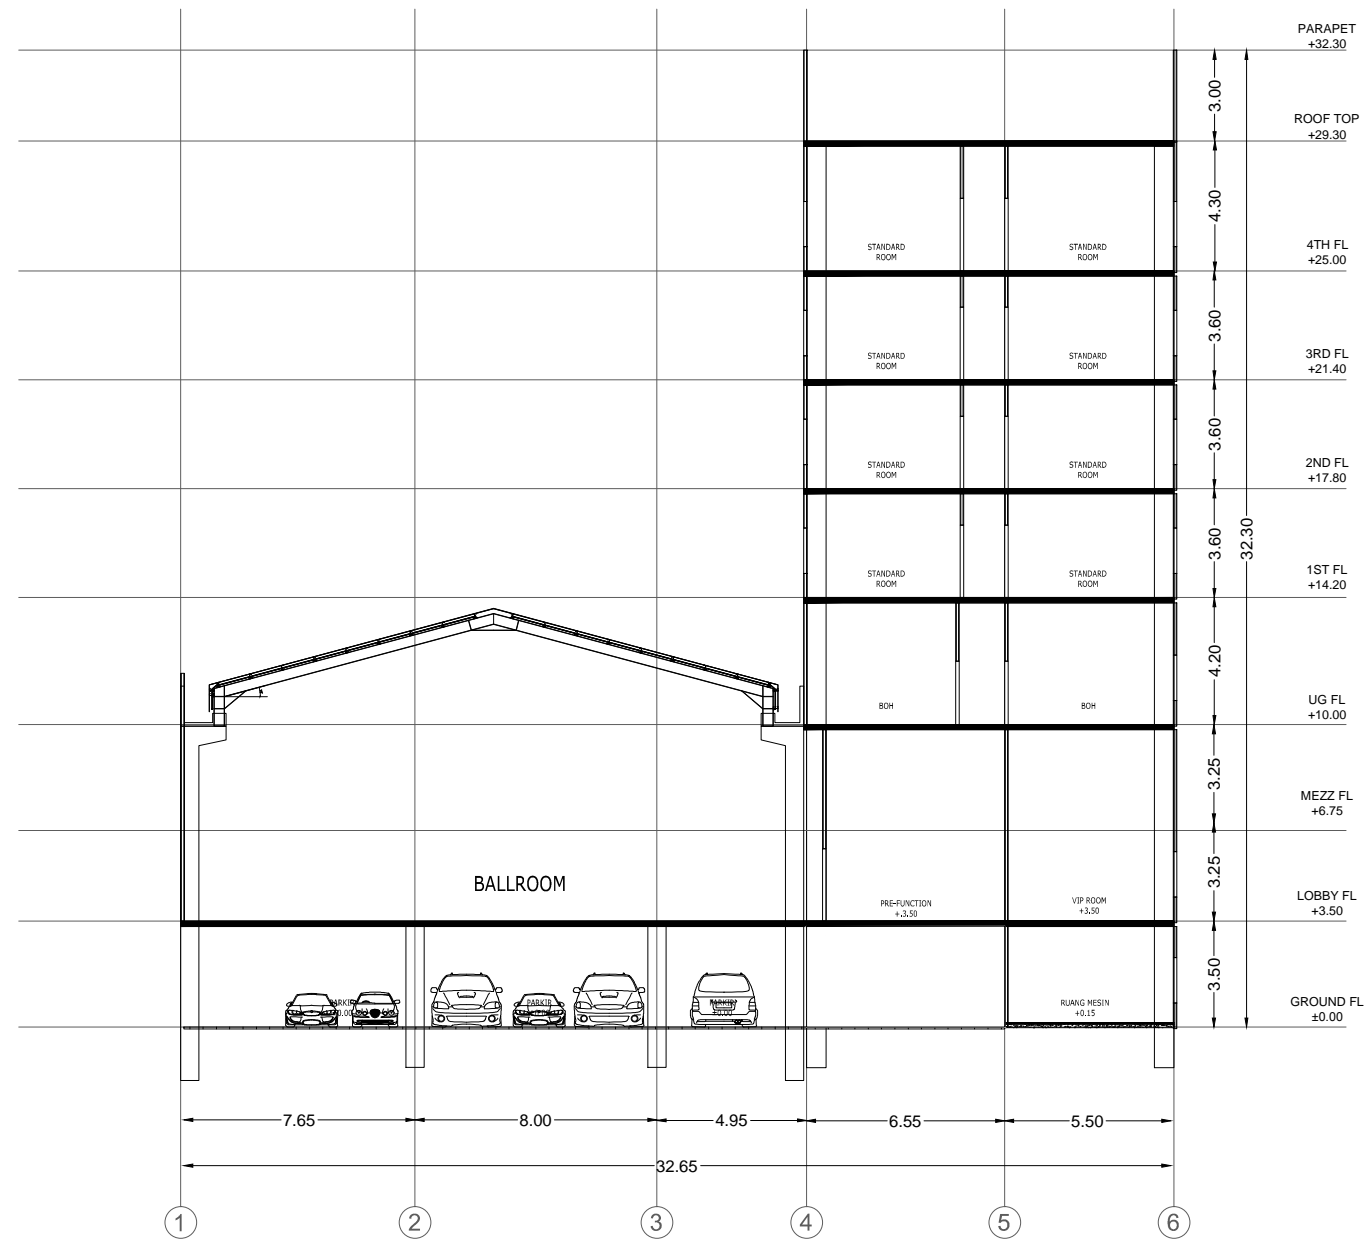 PARAPET
+32.30
3.00
ROOF TOP
+29.30
4.30
STANDARD
ROOM
STANDARD
ROOM
4TH FL
+25.00
3.60
STANDARD
ROOM
STANDARD
ROOM
3RD FL
+21.40
3.60
STANDARD
ROOM
STANDARD
ROOM
2ND FL
+17.80
3.60
32.30
STANDARD
ROOM
STANDARD
ROOM
1ST FL
+14.20
4.20
BOH
BOH
UG FL
+10.00
3.25
MEZZ FL
+6.75
3.25
BALLROOM
PRE-FUNCTION
+.3.50
VIP ROOM
+3.50
LOBBY FL
+3.50
3.50
PARKIR
PARKIR
PARKIR
±0.00
RUANG MESIN
+0.15
GROUND FL
±0.00
7.65
8.00
4.95
6.55
5.50
32.65
1
2
3
4
5
6